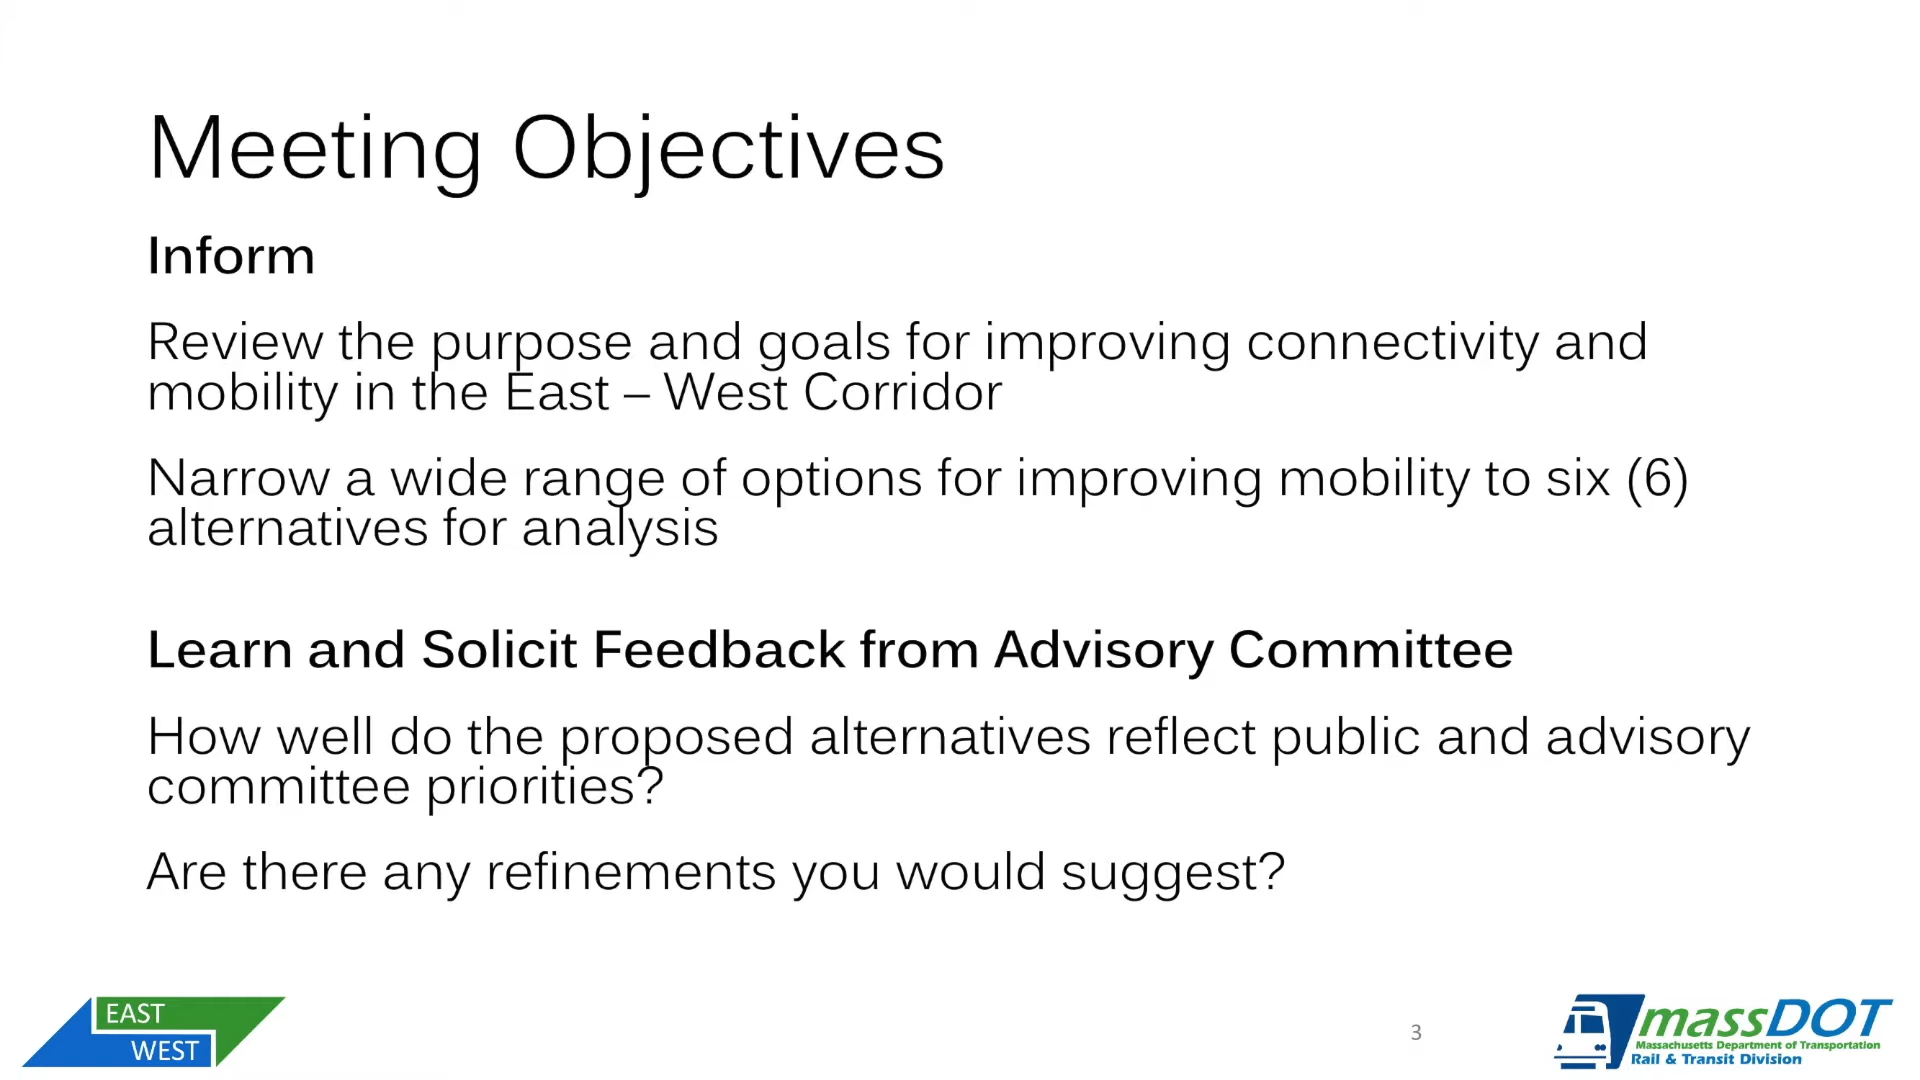 Meeting Objectives
Inform
Review the purpose and goals for improving connectivity and
mobility in the East – West Corridor
Narrow a wide range of options for improving mobility to six (6)
alternatives for analysis
Learn and Solicit Feedback from Advisory Committee
How well do the proposed alternatives reflect public and advisory
committee priorities?
Are there any refinements you would suggest?
EAST
WEST
3
massDOT
Massachusetts Department of Transportation
Rail & Transit Division